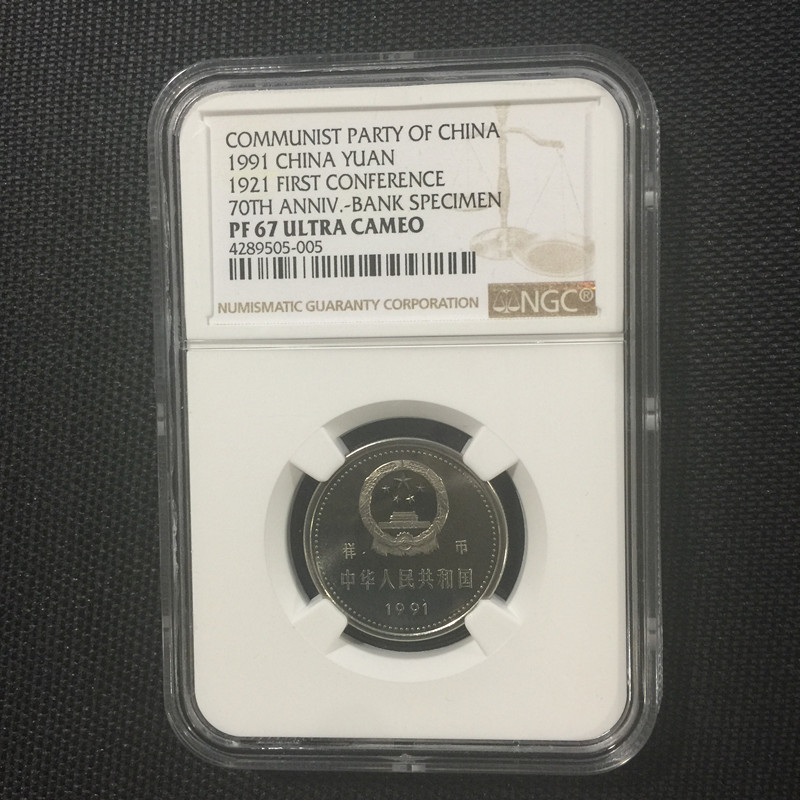 COMMUNIST PARTY OF CHINA
1991 CHINA YUAN
1921 FIRST CONFERENCE
70TH ANNIV.-BANK SPECIMEN
PF 67 ULTRA CAMEO
4289505-005
NUMISMATIC GUARANTY CORPORATION NGC®
样 币
中华人民共和国
1991